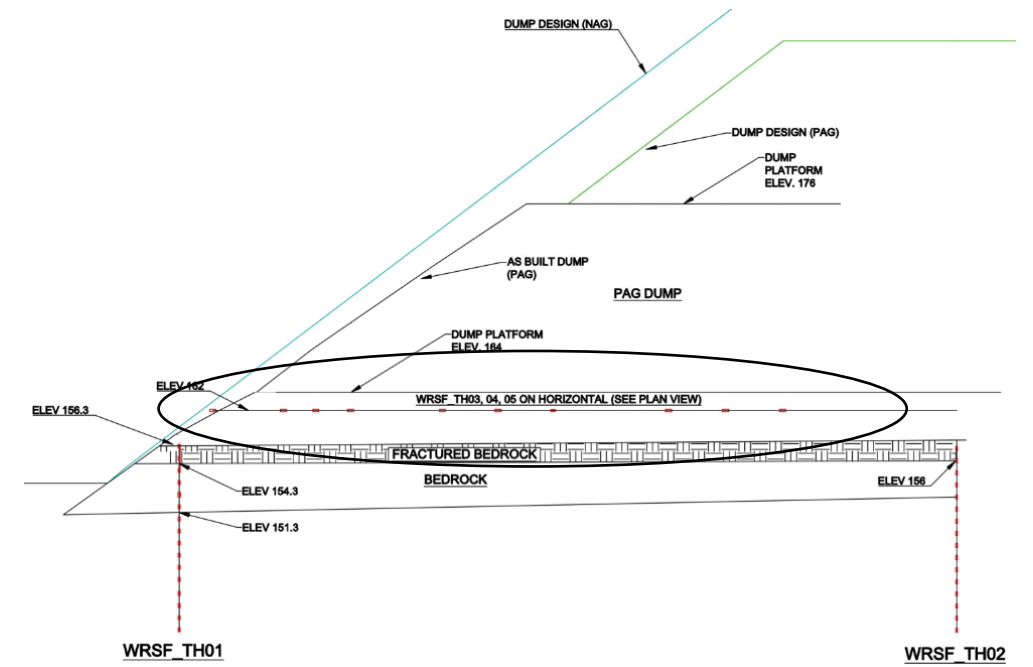 DUMP DESIGN (NAG)
DUMP DESIGN (PAG)
DUMP
PLATFORM
ELEV. 176
AS BUILT DUMP
(PAG)
PAG DUMP
DUMP PLATFORM
ELEV. 164
ELEV 162
WRSF_TH03, 04, 05 ON HORIZONTAL (SEE PLAN VIEW)
ELEV 156.3
FRACTURED BEDROCK
BEDROCK
ELEV 156
ELEV 154.3
ELEV 151.3
WRSF_TH01
WRSF_TH02